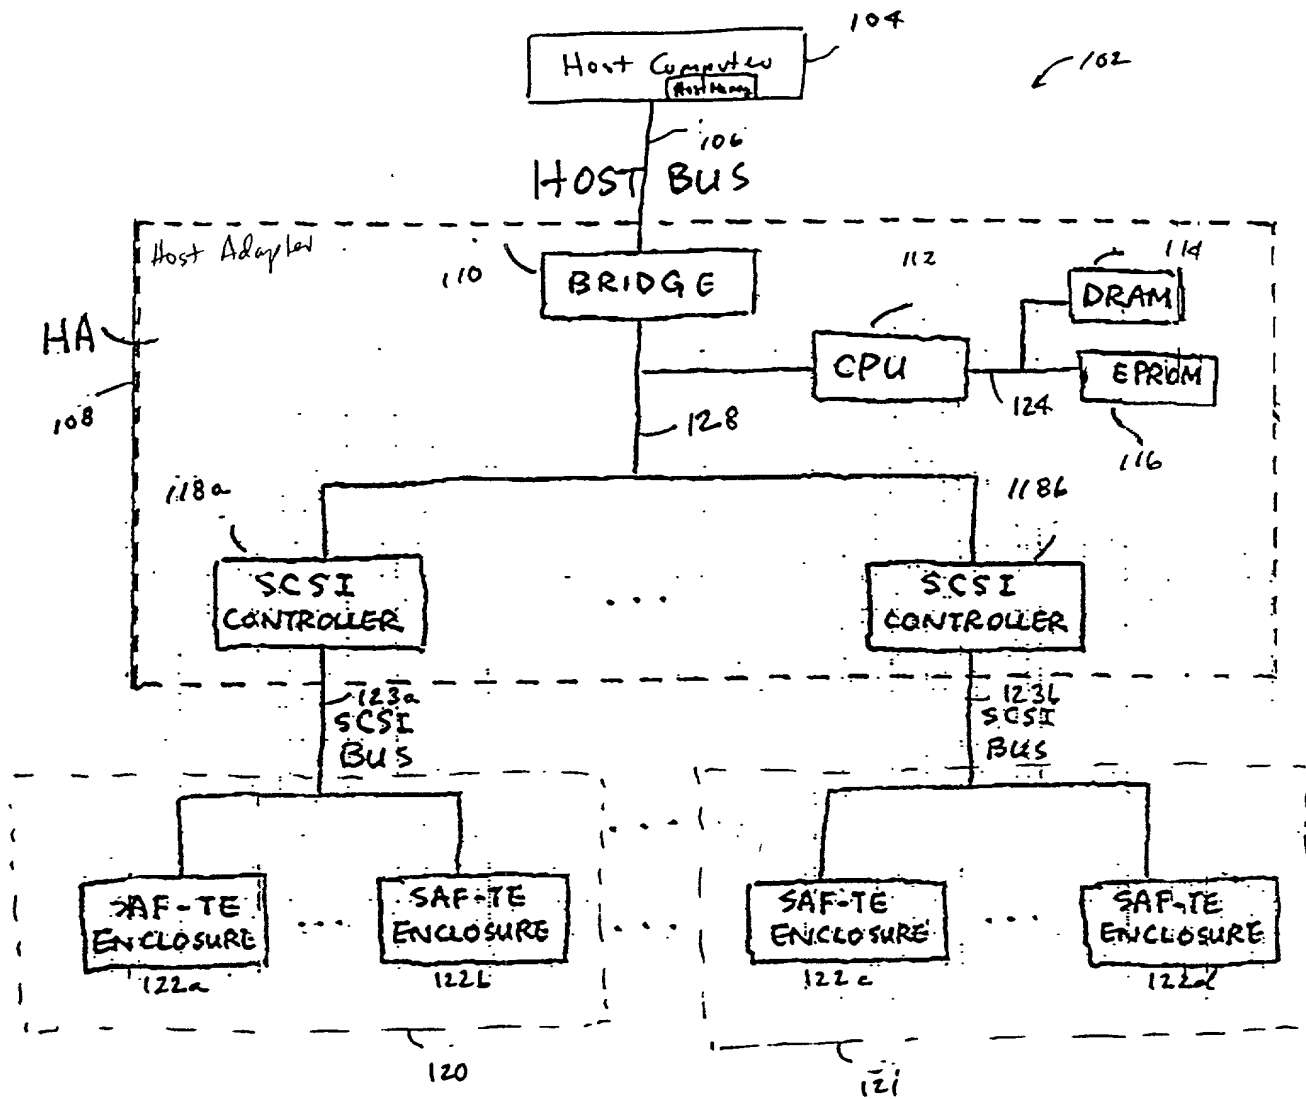 104
Host Computer
Host Memory
102
106
HOST BUS
Host Adapter
110
BRIDGE
112
114
DRAM
HA
CPU
EPROM
124
108
128
116
118a
118b
SCSI
CONTROLLER
...
SCSI
CONTROLLER
123a
SCSI
BUS
123b
SCSI
BUS
...
SAF-TE
ENCLOSURE
...
SAF-TE
ENCLOSURE
...
SAF-TE
ENCLOSURE
...
SAF-TE
ENCLOSURE
122a
122b
122c
122d
120
121